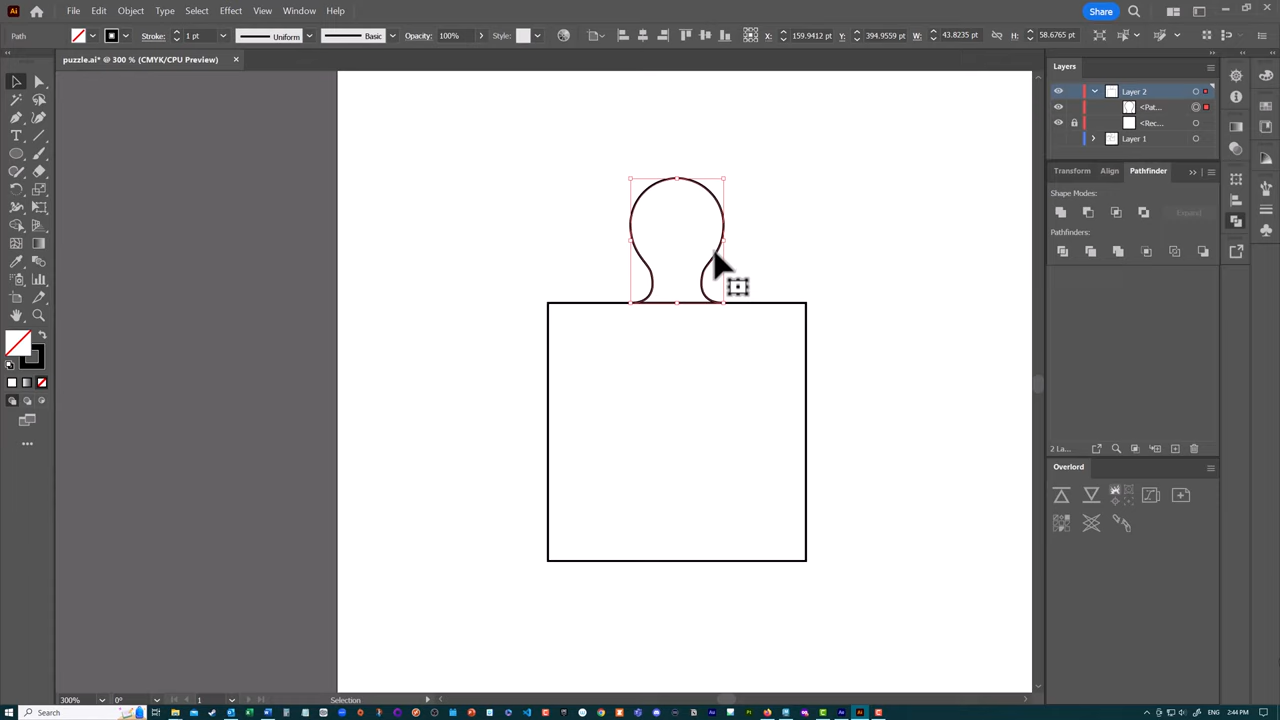 Ai File Edit Object Type Select Effect View Window Help Share
Path Stroke: 1 pt Uniform Basic Opacity: 100% Style: X: 159.9412 pt Y: 394.9559 pt W: 43.8235 pt H: 58.6765 pt
puzzle.ai* @ 300 % (CMYK/CPU Preview) ×
Layers
Layer 2
<Pat...
<Rec...
Layer 1
Transform Align Pathfinder
Shape Modes:
Expand
Pathfinders:
2 La...
Overlord
300% 0° 1 Selection
Search ENG 2:44 PM